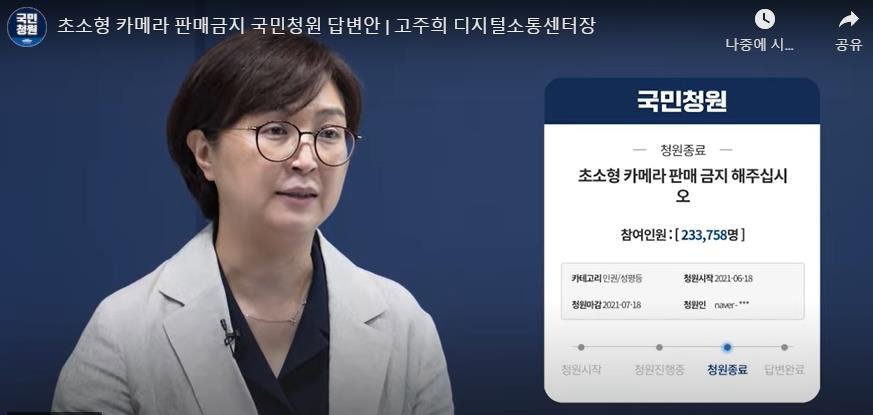 국민
청원
초소형 카메라 판매금지 국민청원 답변안 | 고주희 디지털소통센터장
나중에 시...
공유
국민청원
청원종료
초소형 카메라 판매 금지 해주십시
오
참여인원 : [ 233,758명 ]
카테고리 인권/성평등 청원시작 2021-06-18
청원마감 2021-07-18 청원인 naver - ***
청원시작 청원진행중 청원종료 답변완료